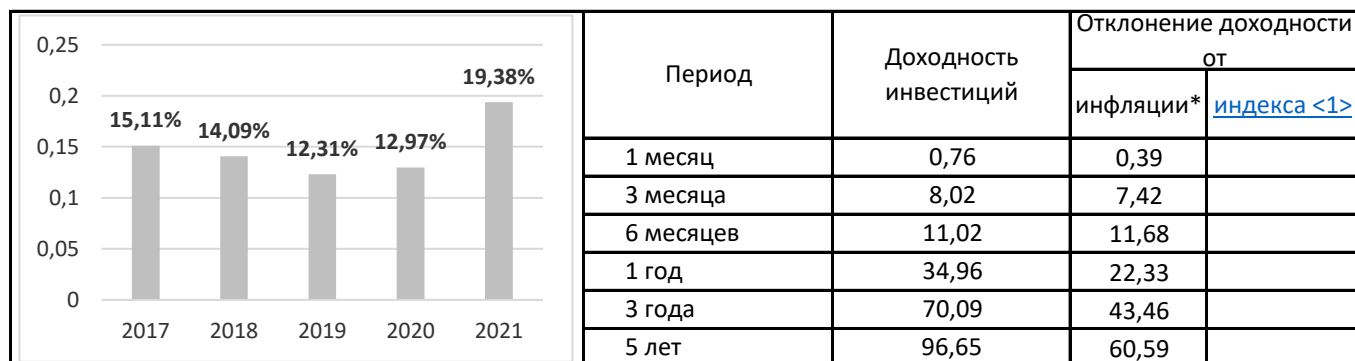 0,25
0,2
0,15
0,1
0,05
0
15,11%
14,09%
12,31%
12,97%
19,38%
2017 2018 2019 2020 2021
Период
Доходность
инвестиций
Отклонение доходности
от
инфляции* индекса <1>
1 месяц 0,76 0,39
3 месяца 8,02 7,42
6 месяцев 11,02 11,68
1 год 34,96 22,33
3 года 70,09 43,46
5 лет 96,65 60,59